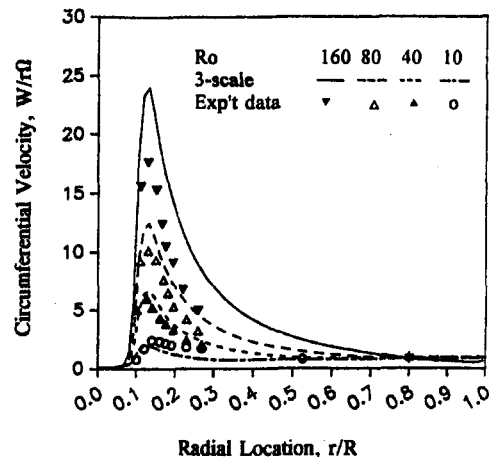 30
25
20
15
10
5
0
Circumferential Velocity, W/rΩ
Ro 160 80 40 10
3-scale
Exp't data
0.0 0.1 0.2 0.3 0.4 0.5 0.6 0.7 0.8 0.9 1.0
Radial Location, r/R